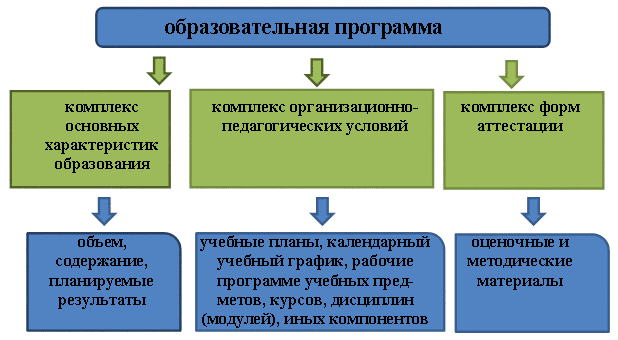 образовательная программа
комплекс
основных
характеристик
образования
комплекс организационно-
педагогических условий
комплекс форм
аттестации
объем,
содержание,
планируемые
результаты
учебные планы, календарный
учебный график, рабочие
программе учебных пред-
метов, курсов, дисциплин
(модулей), иных компонентов
оценочные и
методические
материалы